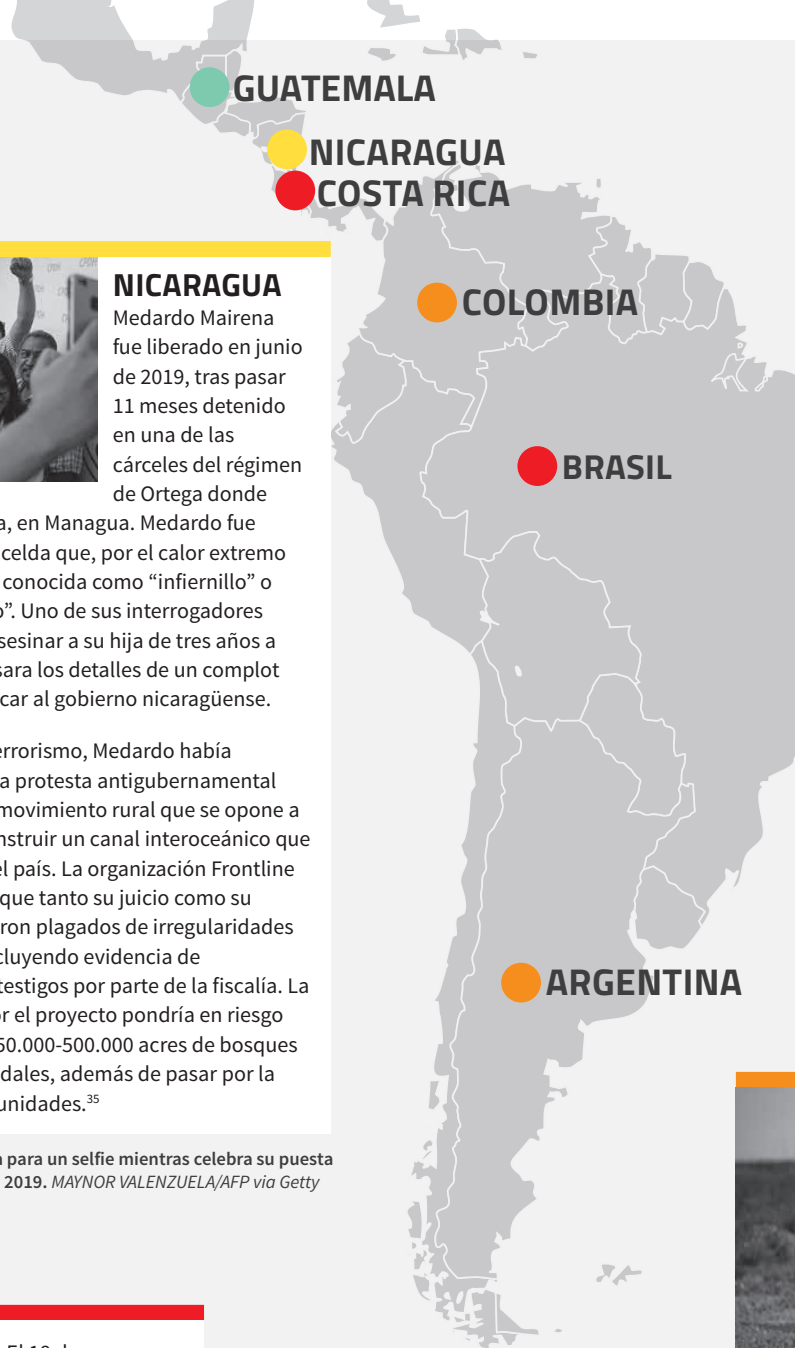 GUATEMALA
NICARAGUA
COSTA RICA
COLOMBIA
BRASIL
ARGENTINA
NICARAGUA
Medardo Mairena
fue liberado en junio
de 2019, tras pasar
11 meses detenido
en una de las
cárceles del régimen
de Ortega donde
a, en Managua. Medardo fue
celda que, por el calor extremo
conocida como “infiernillo” o
o”. Uno de sus interrogadores
sesinar a su hija de tres años a
sara los detalles de un complot
car al gobierno nicaragüense.
errorismo, Medardo había
a protesta antigubernamental
movimiento rural que se opone a
nstruir un canal interoceánico que
el país. La organización Frontline
que tanto su juicio como su
ron plagados de irregularidades
cluyendo evidencia de
testigos por parte de la fiscalía. La
or el proyecto pondría en riesgo
50.000-500.000 acres de bosques
dales, además de pasar por la
unidades.35
para un selfie mientras celebra su puesta
2019. MAYNOR VALENZUELA/AFP via Getty